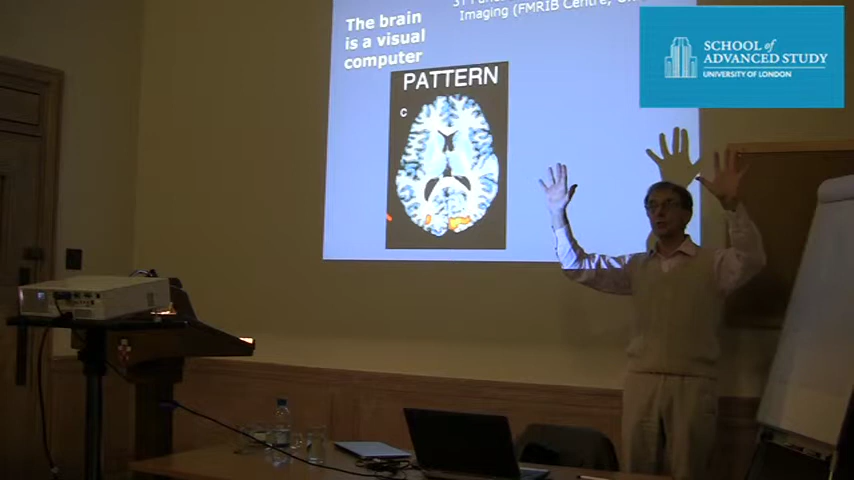 Imaging (FMRIB Centre,
The brain
is a visual
computer
PATTERN
C
SCHOOL of
ADVANCED STUDY
UNIVERSITY OF LONDON